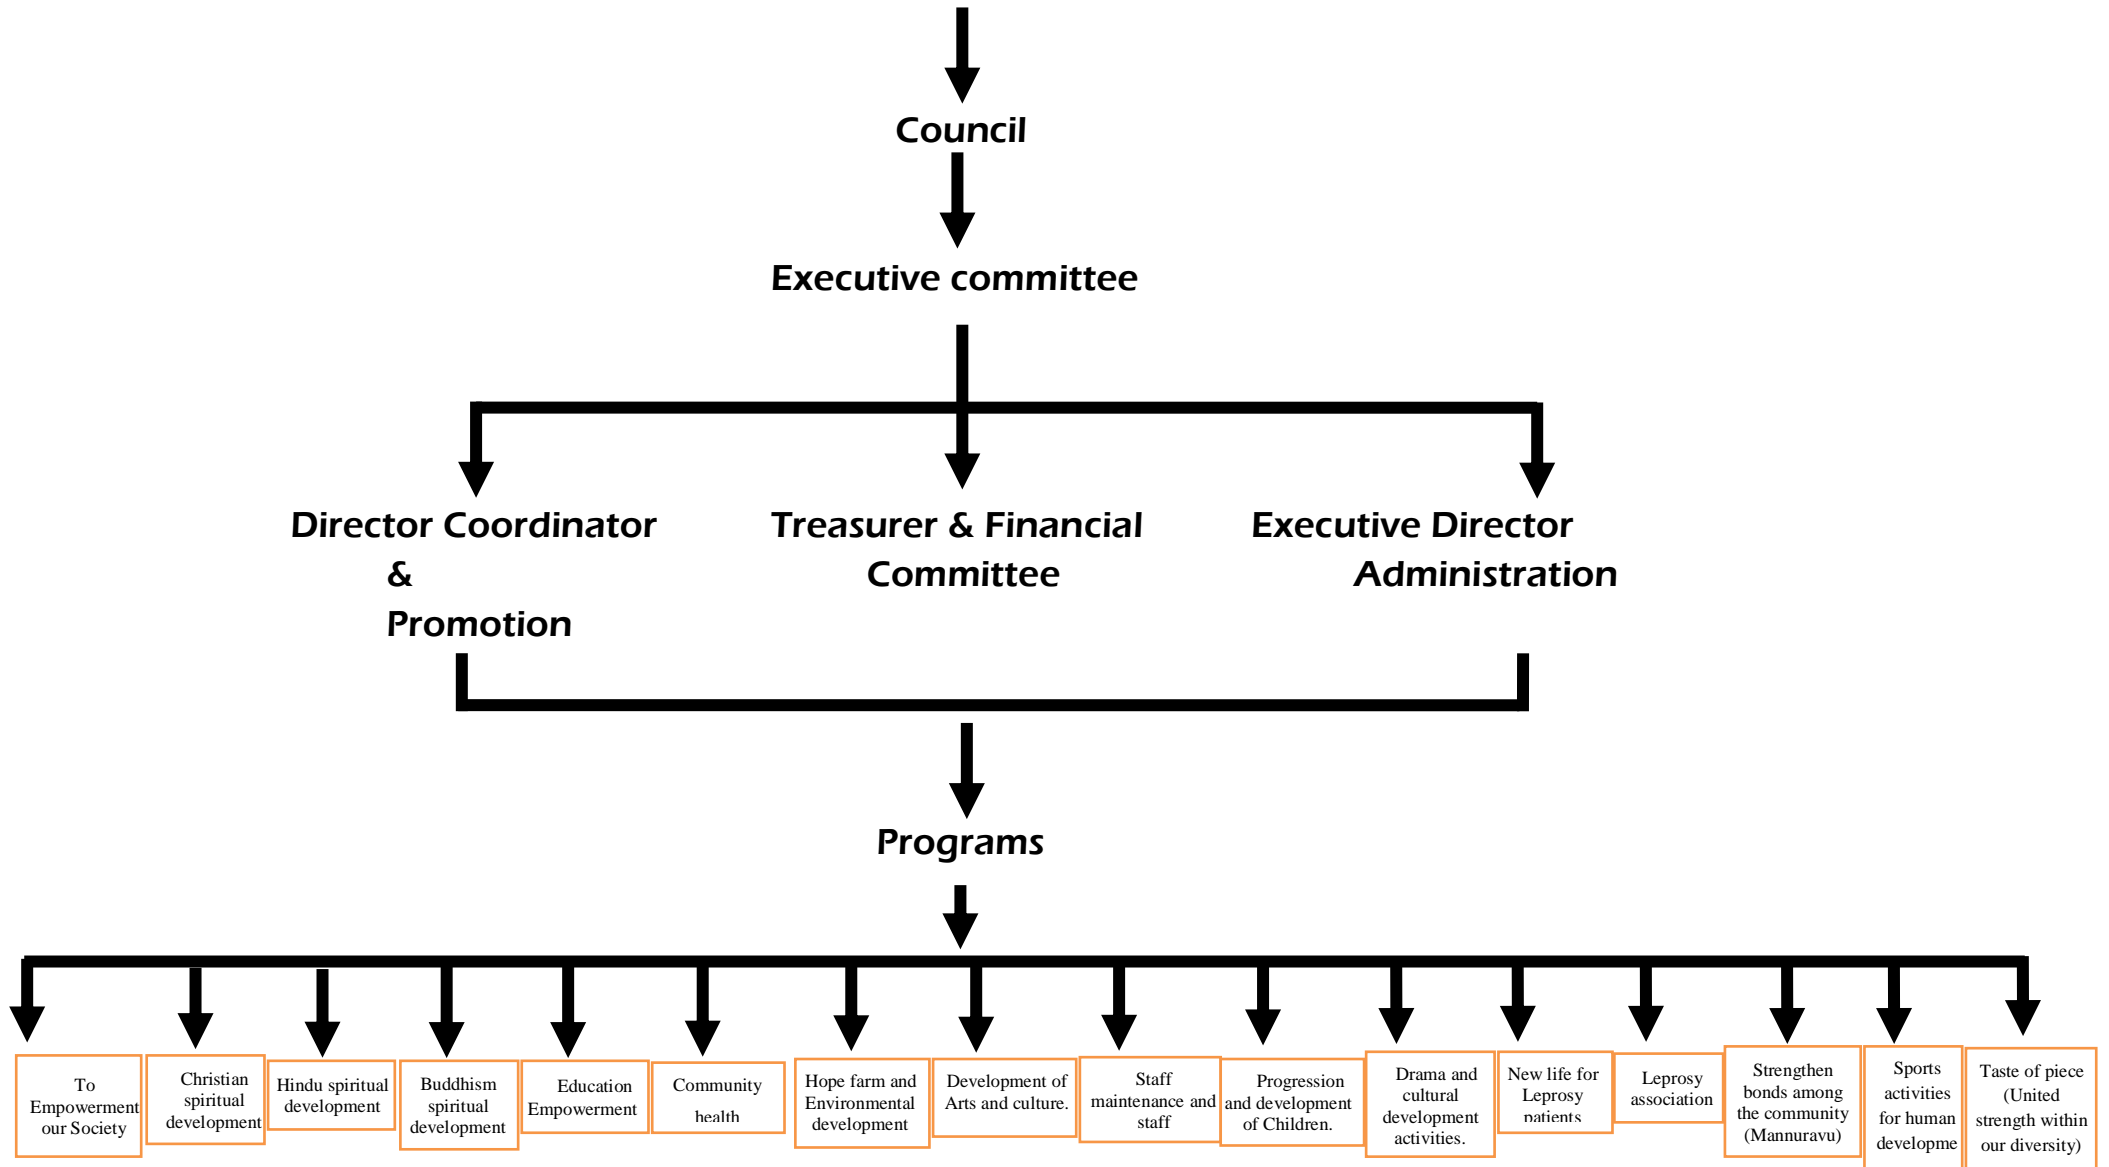 Council
Executive committee
Director Coordinator
&
Promotion
Treasurer & Financial
Committee
Executive Director
Administration
Programs
To
Empowerment
our Society
Christian
spiritual
development
Hindu spiritual
development
Buddhism
spiritual
development
Education
Empowerment
Community
health
Hope farm and
Environmental
development
Development of
Arts and culture.
Staff
maintenance and
staff
Progression
and development
of Children.
Drama and
cultural
development
activities.
New life for
Leprosy
patients
Leprosy
association
Strengthen
bonds among
the community
(Mannuravu)
Sports
activities
for human
developme
Taste of piece
(United
strength within
our diversity)